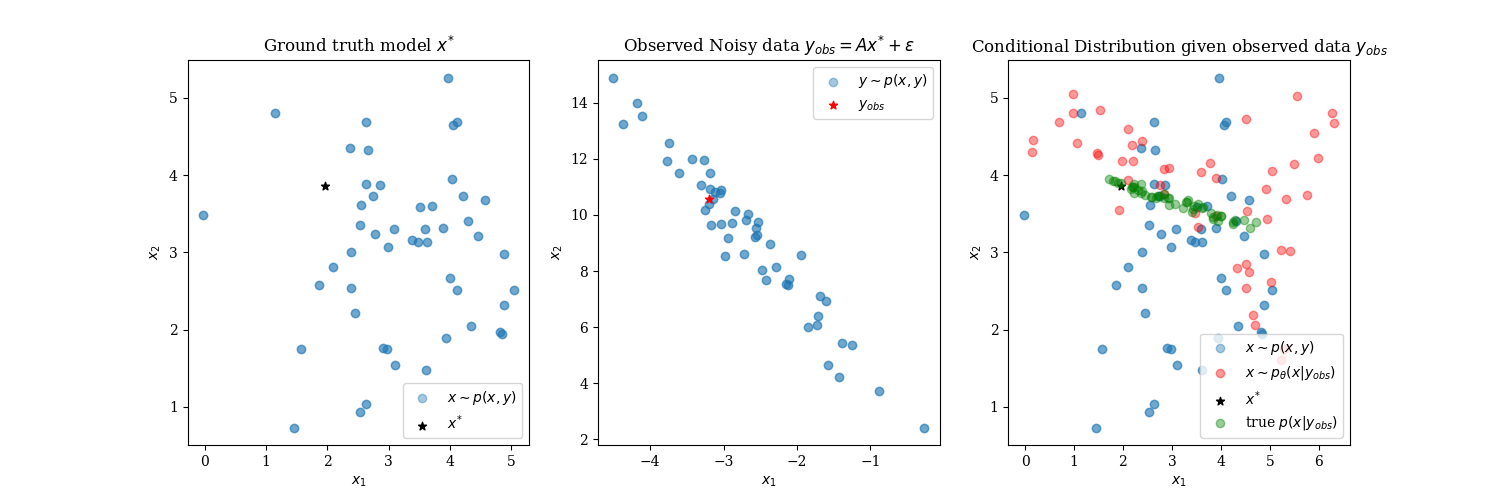 Ground truth model x*
5
4
3
2
1
0 1 2 3 4 5
x₁
x₂
x ~ p(x, y)
x*
Observed Noisy data y_obs = Ax* + ε
14
12
10
8
6
4
2
−4 −3 −2 −1
x₁
x₂
y ~ p(x, y)
y_obs
Conditional Distribution given observed data y_obs
5
4
3
2
1
0 1 2 3 4 5 6
x₁
x₂
x ~ p(x, y)
x ~ p_θ(x|y_obs)
x*
true p(x|y_obs)